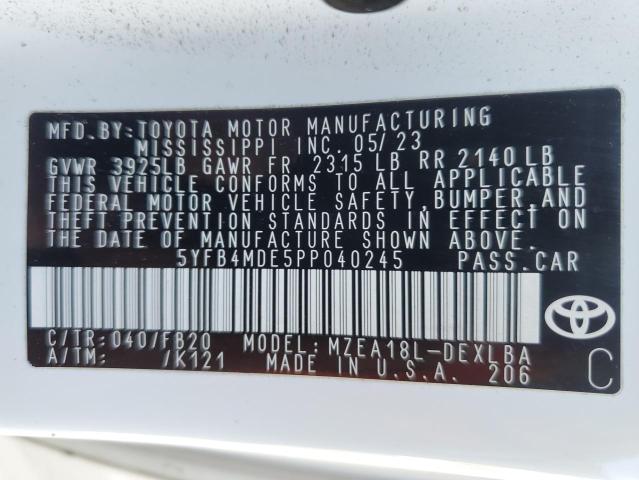 MFD.BY:TOYOTA MOTOR MANUFACTURING
MISSISSIPPI INC. 05/23
GVWR 3925LB GAWR FR 2315 LB RR 2140 LB
THIS VEHICLE CONFORMS TO ALL APPLICABLE
FEDERAL MOTOR VEHICLE SAFETY, BUMPER, AND
THEFT PREVENTION STANDARDS IN EFFECT ON
THE DATE OF MANUFACTURE SHOWN ABOVE.
5YFB4MDE5PP040245 PASS.CAR
C/TR: 040/FB20 MODEL: MZEA18L-DEXLBA
A/TM: /K121 MADE IN U.S.A. 206
C